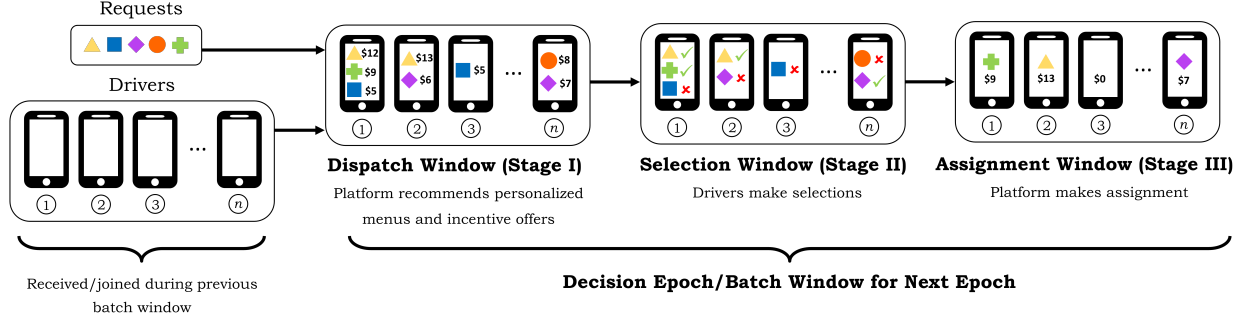 Requests
Drivers
1 2 3 ... n
Received/joined during previous
batch window
$12
$9
$5
$13
$6
$5
...
$8
$7
1 2 3 n
Dispatch Window (Stage I)
Platform recommends personalized
menus and incentive offers
...
1 2 3 n
Selection Window (Stage II)
Drivers make selections
$9
$13
$0
...
$7
1 2 3 n
Assignment Window (Stage III)
Platform makes assignment
Decision Epoch/Batch Window for Next Epoch